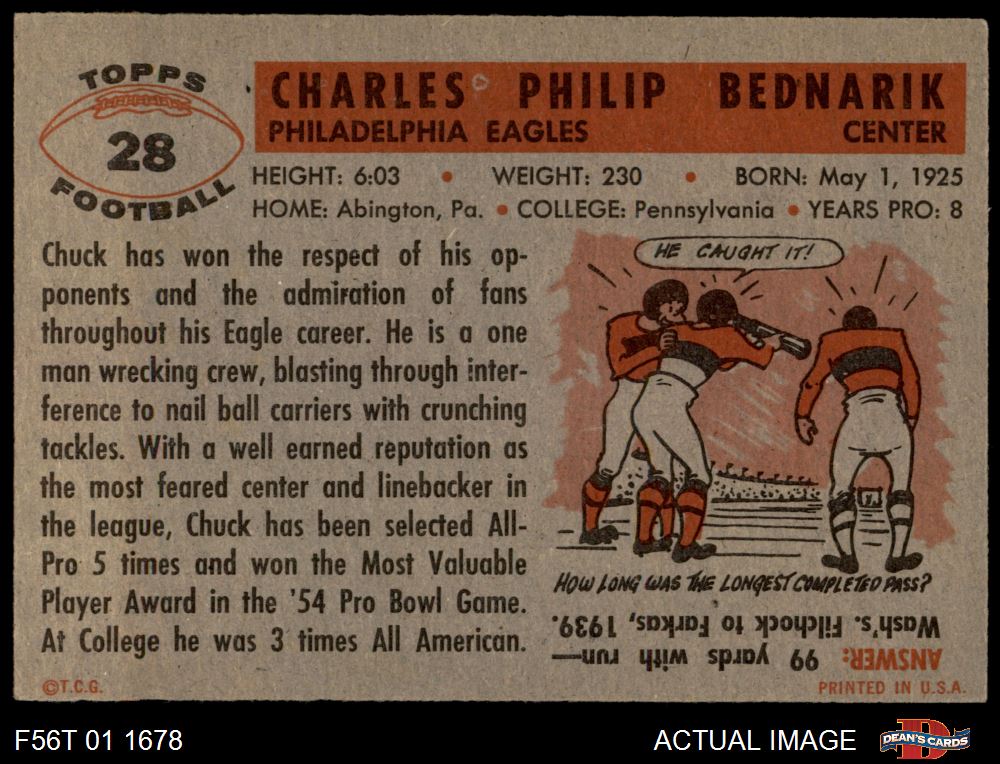 TOPPS
28
FOOTBALL
CHARLES PHILIP BEDNARIK
PHILADELPHIA EAGLES CENTER
HEIGHT: 6:03 • WEIGHT: 230 • BORN: May 1, 1925
HOME: Abington, Pa. • COLLEGE: Pennsylvania • YEARS PRO: 8
Chuck has won the respect of his op-
ponents and the admiration of fans
throughout his Eagle career. He is a one
man wrecking crew, blasting through inter-
ference to nail ball carriers with crunching
tackles. With a well earned reputation as
the most feared center and linebacker in
the league, Chuck has been selected All-
Pro 5 times and won the Most Valuable
Player Award in the '54 Pro Bowl Game.
At College he was 3 times All American.
HE CAUGHT IT!
HOW LONG WAS THE LONGEST COMPLETED PASS?
ANSWER: 99 yards with run—
Wash's. Filchock to Farkas, 1939.
©T.C.G.
PRINTED IN U.S.A.
F56T 01 1678
ACTUAL IMAGE
D
DEAN'S CARDS